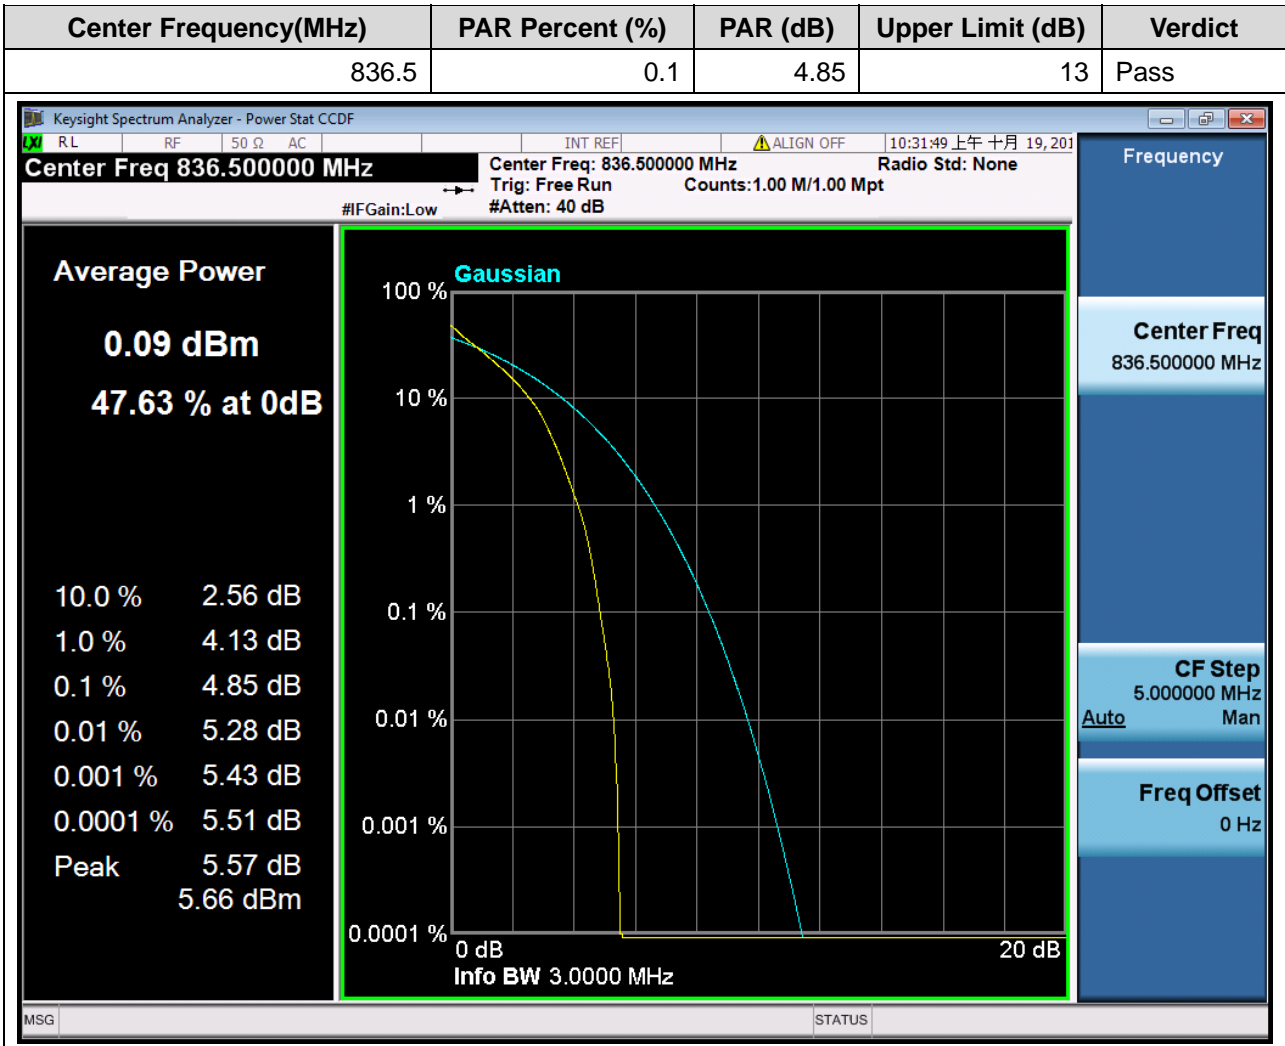 Center Frequency(MHz) PAR Percent (%) PAR (dB) Upper Limit (dB) Verdict
836.5 0.1 4.85 13 Pass
Keysight Spectrum Analyzer - Power Stat CCDF
LXI RL RF 50 Ω AC INT REF ALIGN OFF 10:31:49 上午 十月 19, 201
Center Freq 836.500000 MHz
Center Freq: 836.500000 MHz Radio Std: None
Trig: Free Run Counts:1.00 M/1.00 Mpt
#IFGain:Low #Atten: 40 dB
Average Power
0.09 dBm
47.63 % at 0dB
10.0 % 2.56 dB
1.0 % 4.13 dB
0.1 % 4.85 dB
0.01 % 5.28 dB
0.001 % 5.43 dB
0.0001 % 5.51 dB
Peak 5.57 dB
5.66 dBm
Gaussian
100 %
10 %
1 %
0.1 %
0.01 %
0.001 %
0.0001 %
0 dB 20 dB
Info BW 3.0000 MHz
Frequency
Center Freq
836.500000 MHz
CF Step
5.000000 MHz
Auto Man
Freq Offset
0 Hz
MSG STATUS